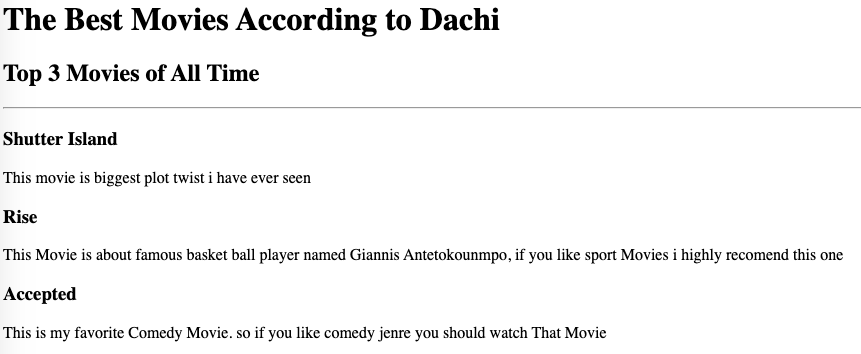 The Best Movies According to Dachi
Top 3 Movies of All Time
Shutter Island
This movie is biggest plot twist i have ever seen
Rise
This Movie is about famous basket ball player named Giannis Antetokounmpo, if you like sport Movies i highly recomend this one
Accepted
This is my favorite Comedy Movie. so if you like comedy jenre you should watch That Movie